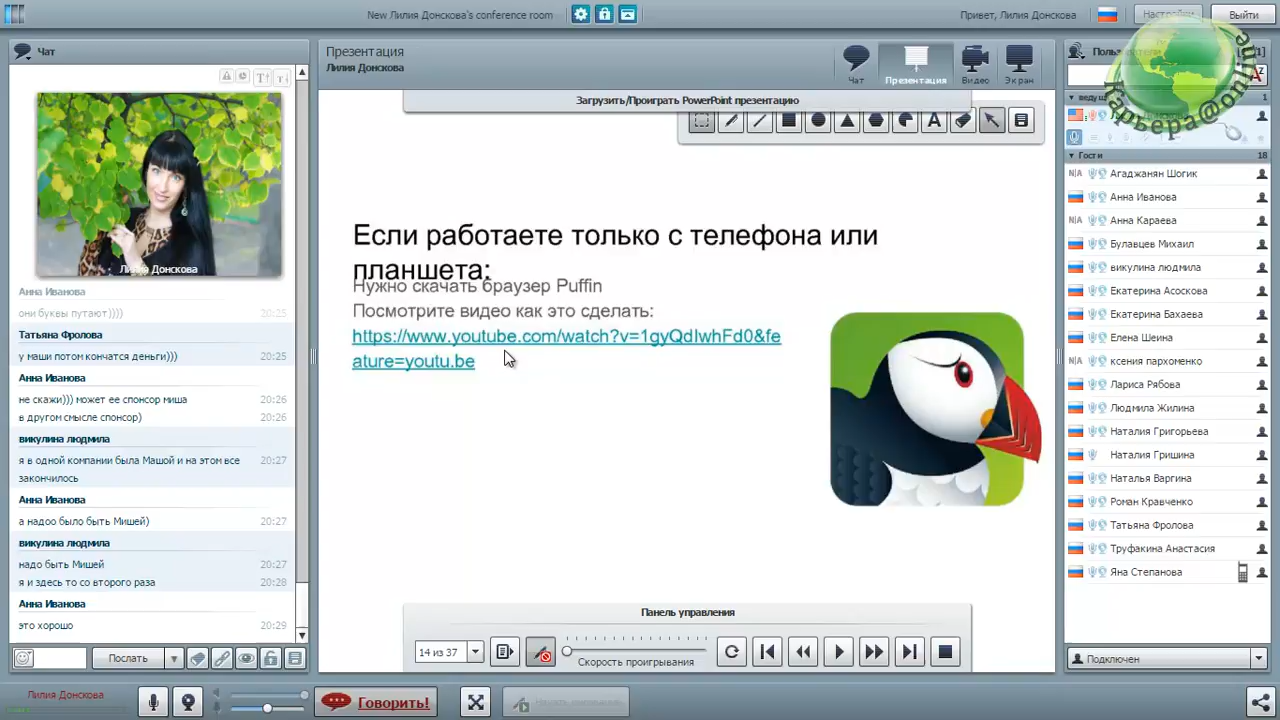 New Лилия Донскова's conference room
Привет, Лилия Донскова
Настройки
Выйти
Чат
Лилия Донскова
Анна Иванова
они буквы путают))))
20:25
Татьяна Фролова
у маши потом кончатся деньги)))
20:25
Анна Иванова
не скажи))) может ее спонсор миша
20:26
в другом смысле спонсор)
20:26
викулина людмила
я в одной компании была Машой и на этом все
20:27
закончилось
Анна Иванова
а надоо было быть Мишей)
20:27
викулина людмила
надо быть Мишей
20:27
я и здесь то со второго раза
20:28
Анна Иванова
это хорошо
20:29
Послать
Презентация
Лилия Донскова
Чат
Презентация
Видео
Экран
Загрузить/Проиграть PowerPoint презентацию
Если работаете только с телефона или
планшета:
Нужно скачать браузер Puffin
Посмотрите видео как это сделать:
https://www.youtube.com/watch?v=1gyQdIwhFd0&fe
ature=youtu.be
Панель управления
14 из 37
Скорость проигрывания
карьера@online
1
Гости
18
N/A Агаджанян Шогик
Анна Иванова
N/A Анна Караева
Булавцев Михаил
викулина людмила
Екатерина Асоскова
Екатерина Бахаева
Елена Шеина
ксения пархоменко
Лариса Рябова
Людмила Жилина
Наталия Григорьева
Наталия Гришина
Наталья Варгина
Роман Кравченко
Татьяна Фролова
Труфакина Анастасия
Яна Степанова
Подключен
Лилия Донскова
Говорить!